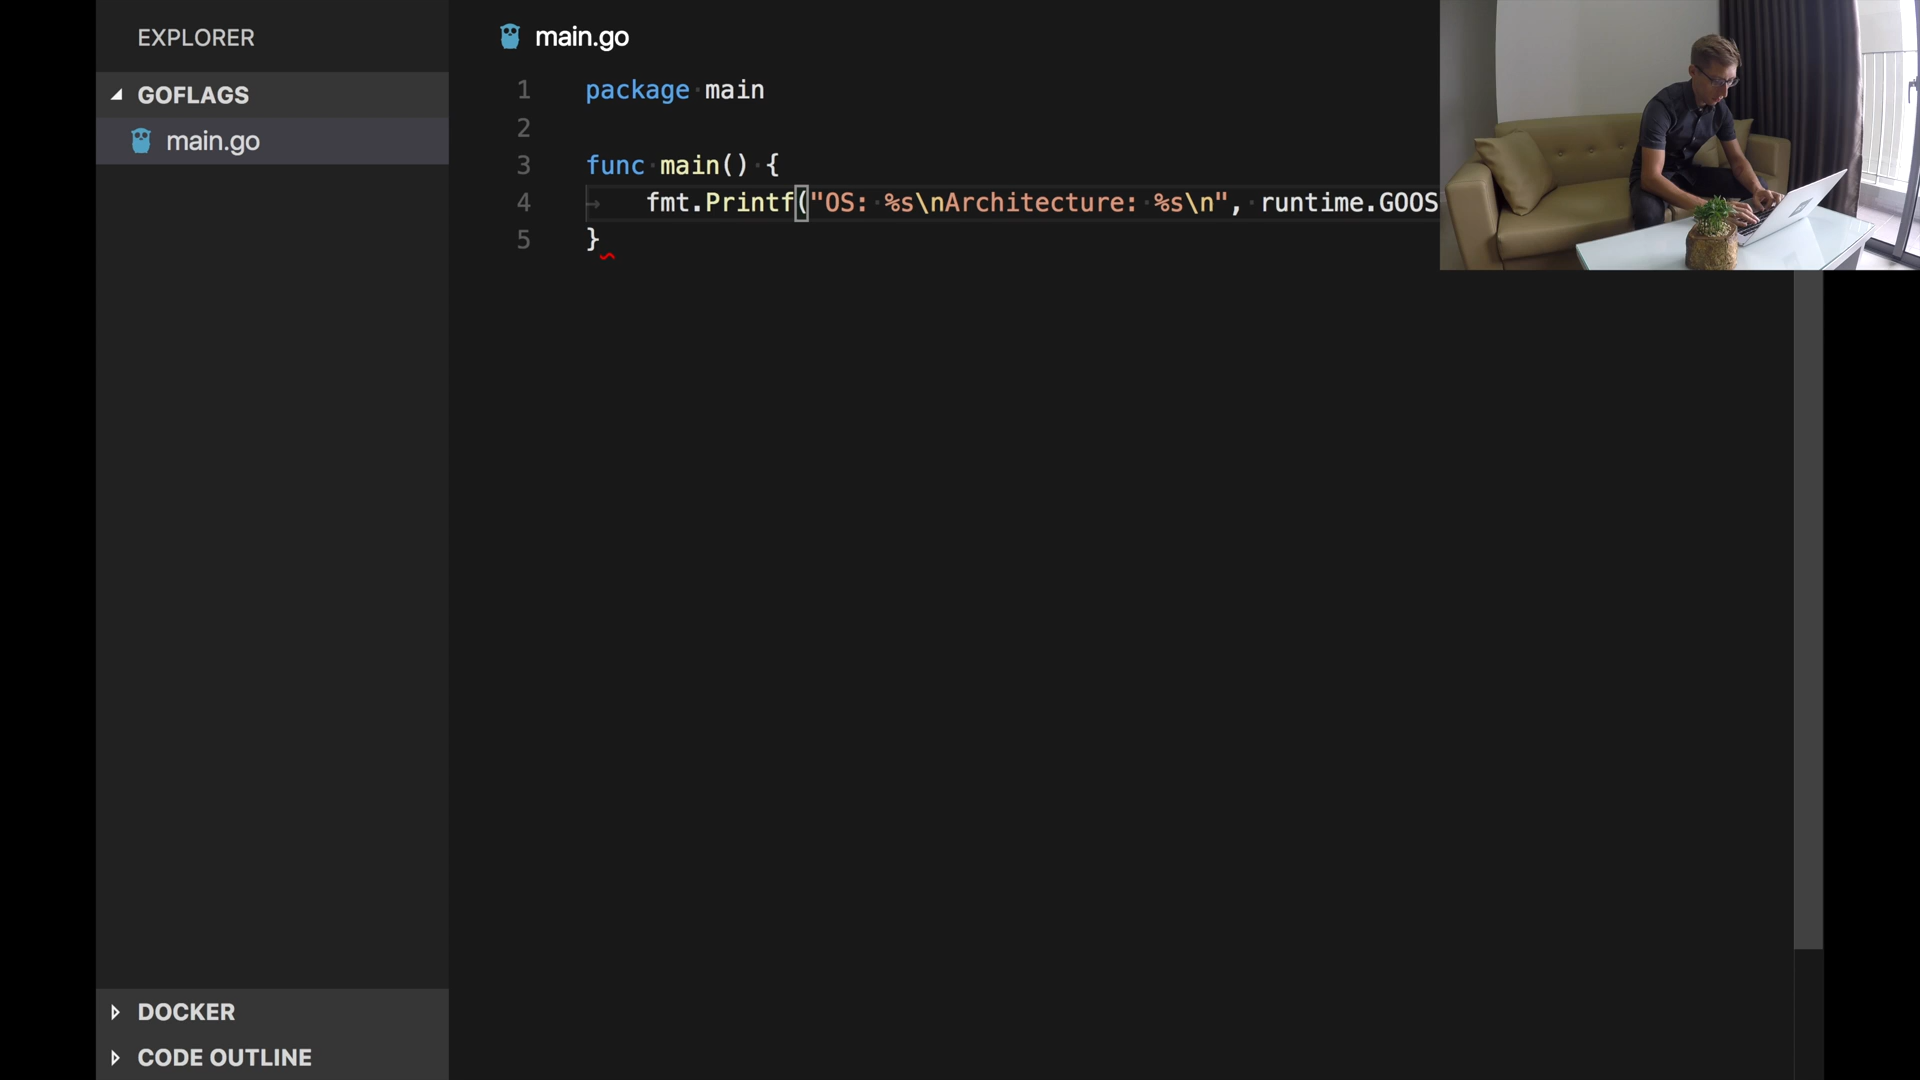 EXPLORER
GOFLAGS
main.go
DOCKER
CODE OUTLINE
main.go
1 package main
2
3 func main() {
4 fmt.Printf("OS: %s\nArchitecture: %s\n", runtime.GOOS
5 }